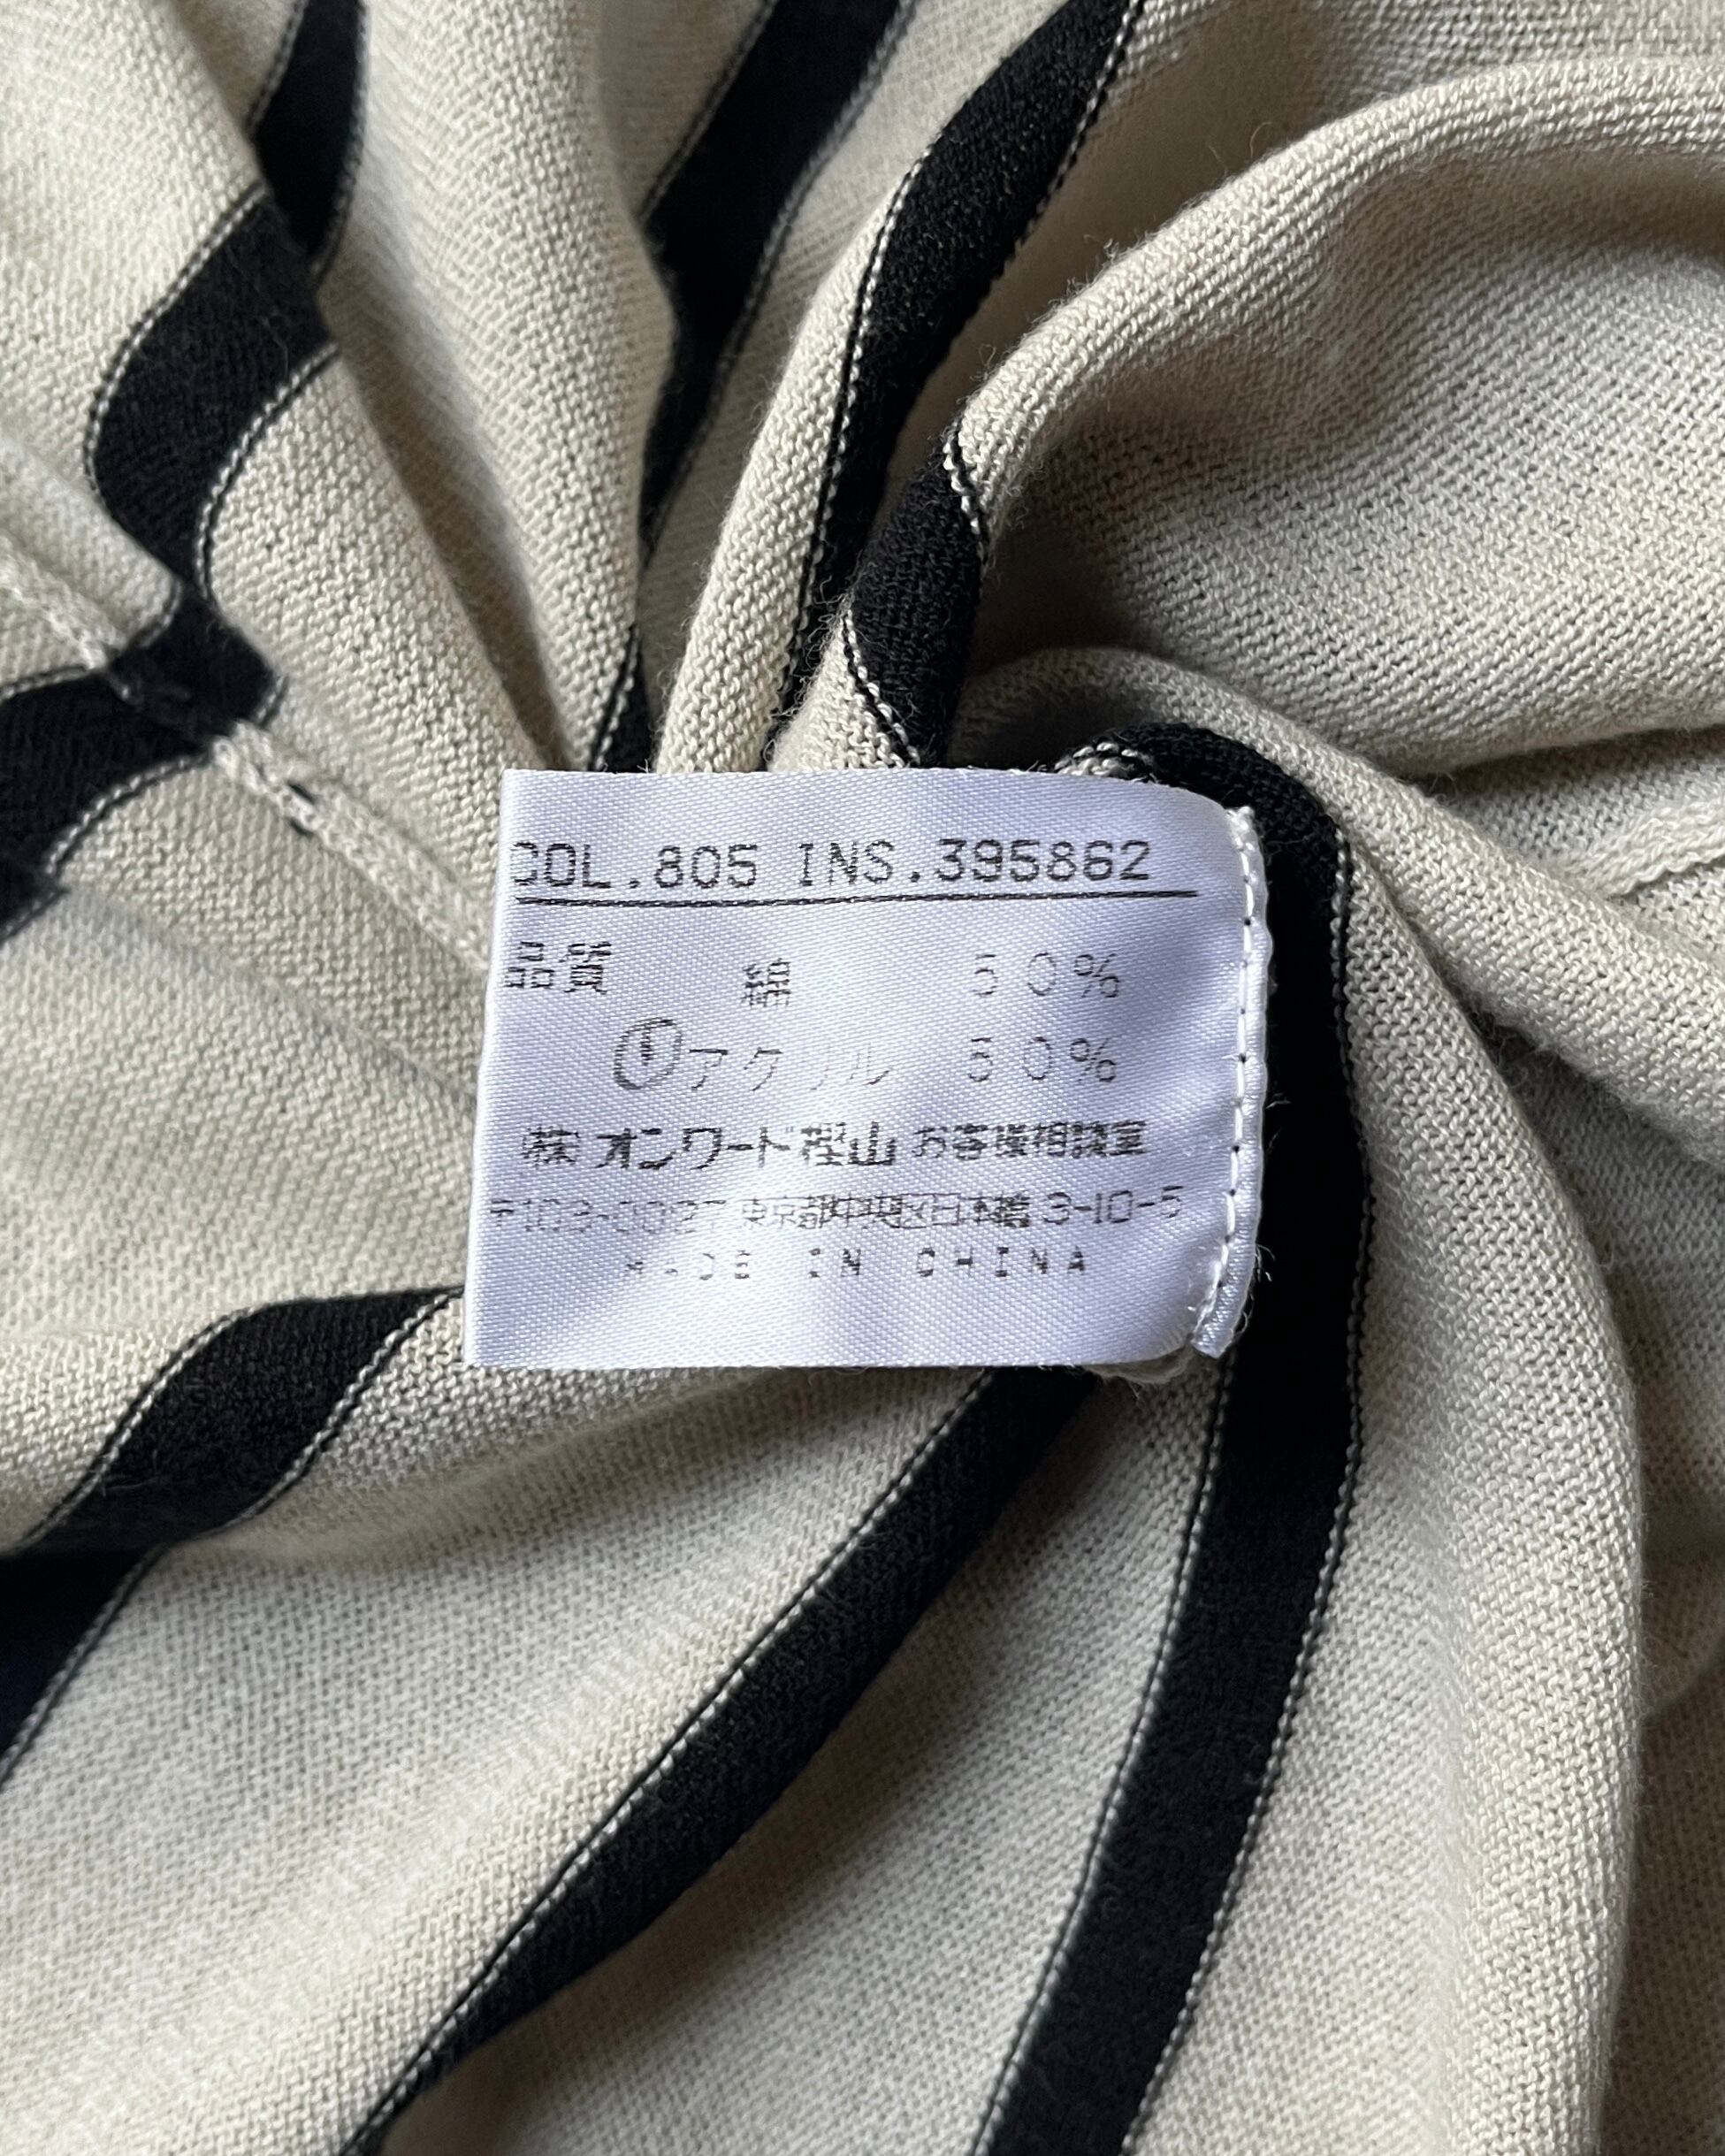 COL.805 INS.395862
品質 綿 50%
Ⓕアクリル 50%
㈱オンワード樫山 お客様相談室
〒103-0027 東京都中央区日本橋 3-10-5
MADE IN CHINA